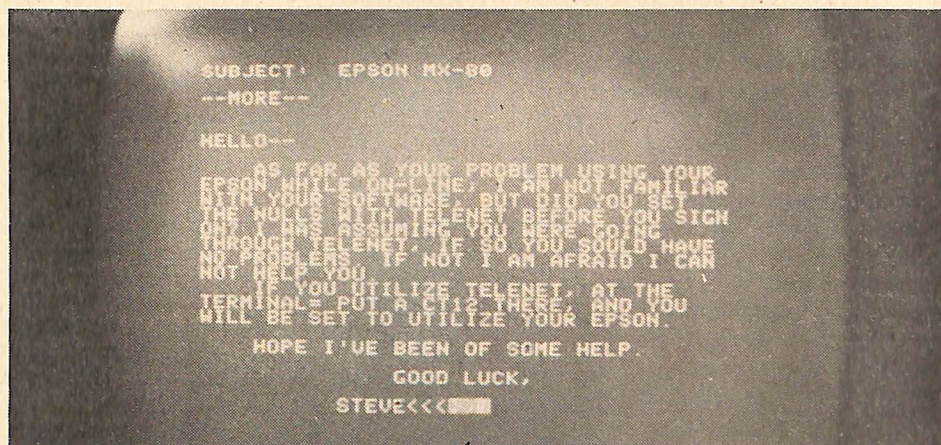 SUBJECT: EPSON MX-80
--MORE--
HELLO--
AS FAR AS YOUR PROBLEM USING YOUR
EPSON WHILE ON-LINE, I AM NOT FAMILIAR
WITH YOUR SOFTWARE, BUT DID YOU SET
THE NULLS WITH TELENET BEFORE YOU SIGN
ON? I WAS ASSUMING YOU WERE GOING
THROUGH TELENET, IF SO YOU SOULD HAVE
NO PROBLEMS. IF NOT I AM AFRAID I CAN
NOT HELP YOU.
IF YOU UTILIZE TELENET, AT THE
TERMINAL= PUT A CT12 THERE, AND YOU
WILL BE SET TO UTILIZE YOUR EPSON.
HOPE I'VE BEEN OF SOME HELP.
GOOD LUCK,
STEVE<<<